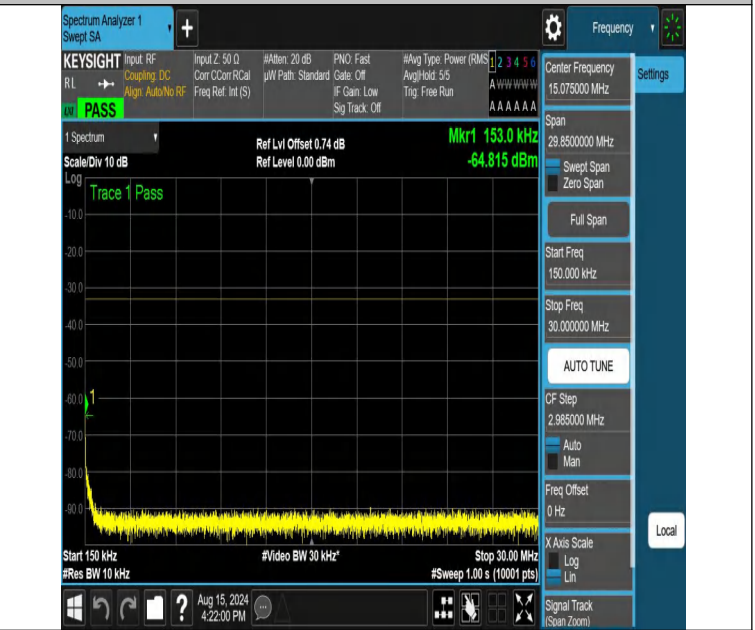 Spectrum Analyzer 1
Swept SA
+
Frequency
KEYSIGHT
RL
PASS
Input: RF
Coupling: DC
Align: Auto/No RF
Input Z: 50 Ω
Corr CCorr RCal
Freq Ref: Int (S)
#Atten: 20 dB
µW Path: Standard
PNO: Fast
Gate: Off
IF Gain: Low
Sig Track: Off
#Avg Type: Power (RMS
Avg|Hold: 5/5
Trig: Free Run
1 2 3 4 5 6
A W W W W W
A A A A A A
1 Spectrum
Scale/Div 10 dB
Log
Ref Lvl Offset 0.74 dB
Ref Level 0.00 dBm
Mkr1 153.0 kHz
-64.815 dBm
Trace 1 Pass
-10.0
-20.0
-30.0
-40.0
-50.0
-60.0
1
-70.0
-80.0
-90.0
Start 150 kHz
#Video BW 30 kHz*
Stop 30.00 MHz
#Res BW 10 kHz
#Sweep 1.00 s (10001 pts)
?
Aug 15, 2024
4:22:00 PM
Center Frequency
15.075000 MHz
Settings
Span
29.8500000 MHz
Swept Span
Zero Span
Full Span
Start Freq
150.000 kHz
Stop Freq
30.000000 MHz
AUTO TUNE
CF Step
2.985000 MHz
Auto
Man
Freq Offset
0 Hz
Local
X Axis Scale
Log
Lin
Signal Track
(Span Zoom)